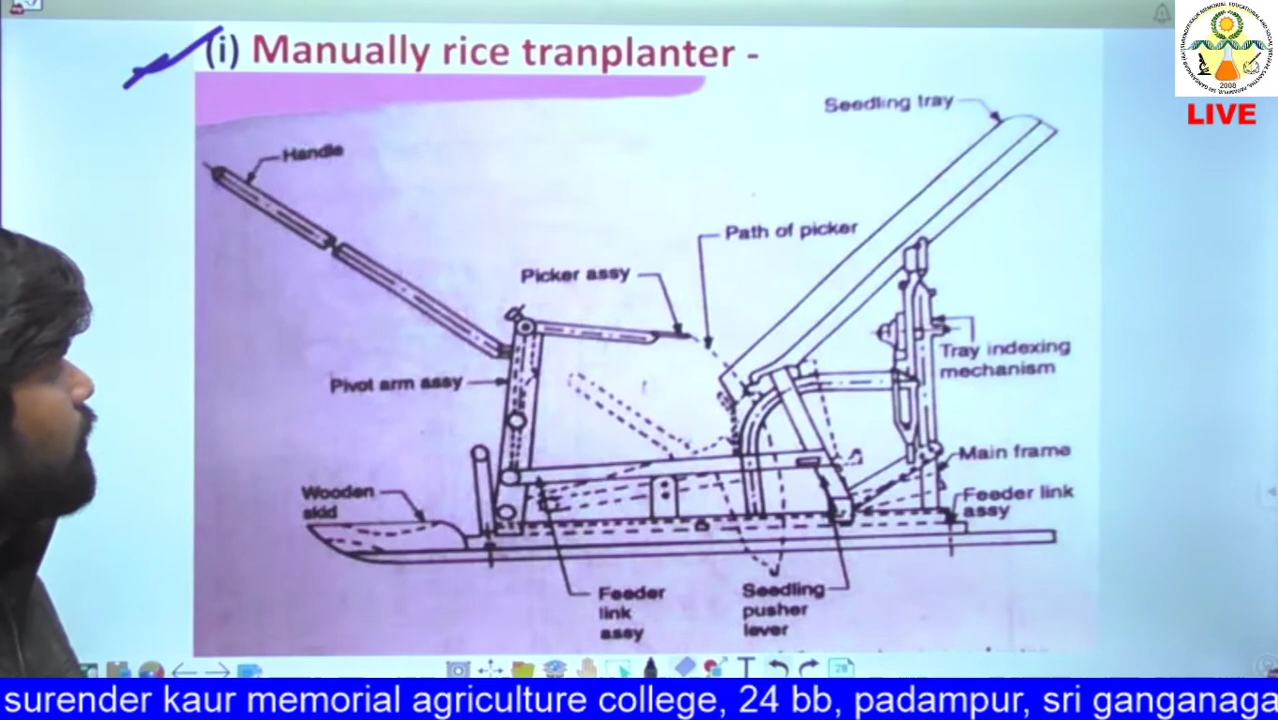 (i) Manually rice tranplanter -
LIVE
2008
Seedling tray
Handle
Path of picker
Picker assy
Tray indexing
mechanism
Pivot arm assy
Main frame
Wooden
skid
Feeder link
assy
Feeder
link
assy
Seedling
pusher
lever
surender kaur memorial agriculture college, 24 bb, padampur, sri ganganaga